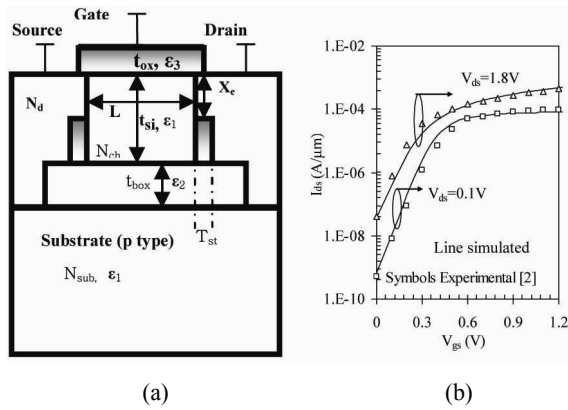 Gate
Source
Drain
tox, ε3
Nd
L
Xe
tsi, ε1
Nch
tbox
ε2
Tst
Substrate (p type)
Nsub, ε1
(a)
1.E-02
1.E-04
1.E-06
1.E-08
1.E-10
Ids (A/μm)
Vds=1.8V
Vds=0.1V
Line simulated
Symbols Experimental [2]
0
0.3
0.6
0.9
1.2
Vgs (V)
(b)